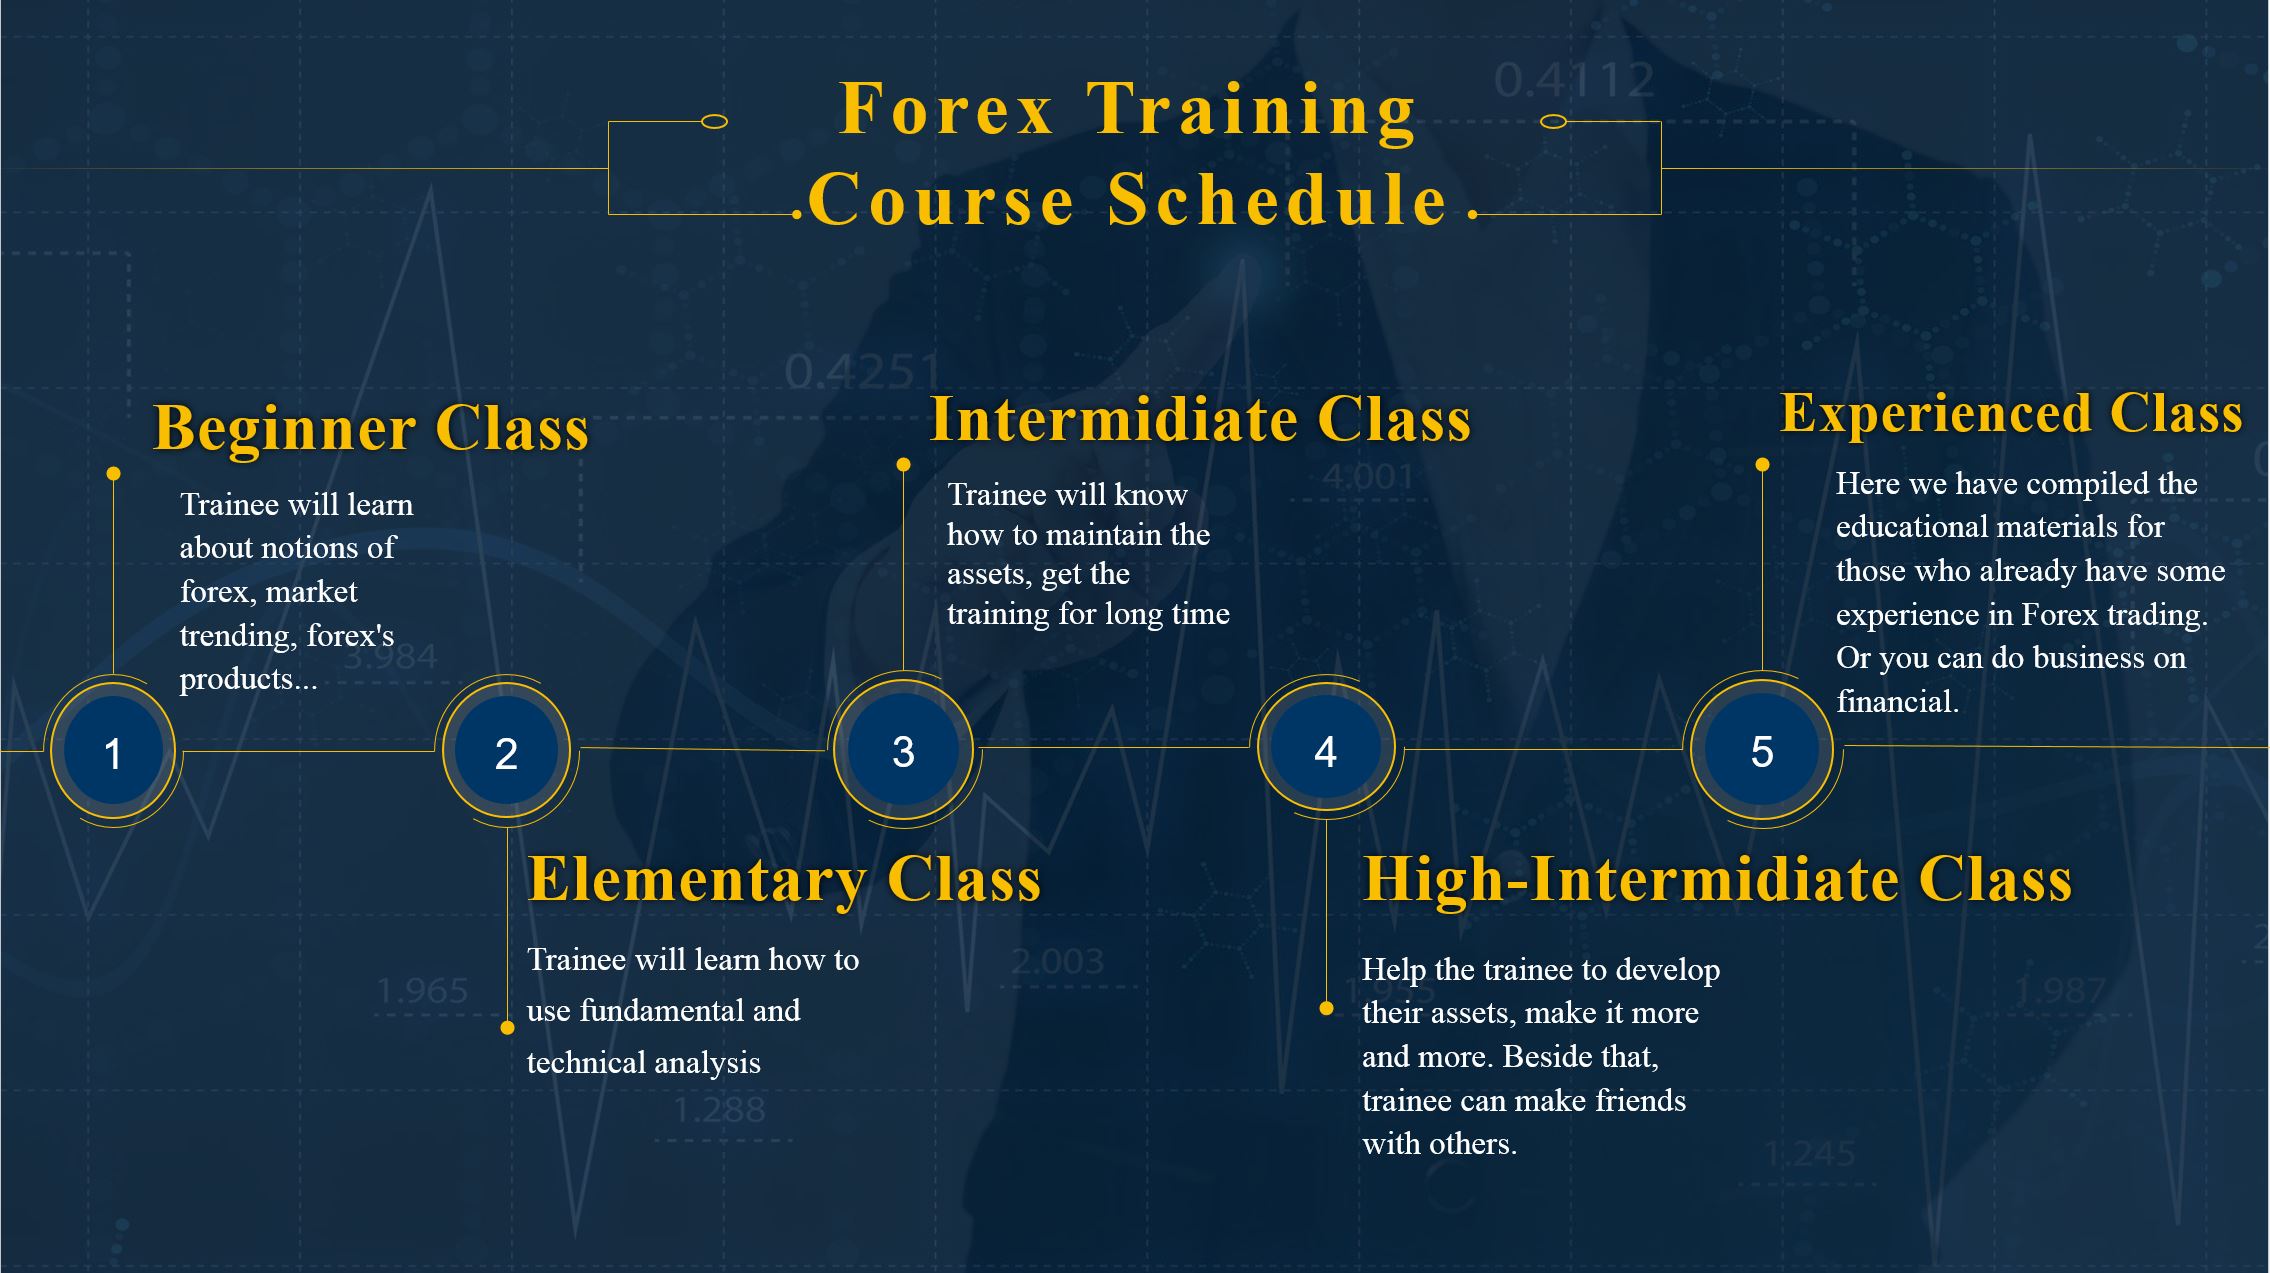 Forex Training
Course Schedule
0.4112
0.4251
Beginner Class
Trainee will learn
about notions of
forex, market
trending, forex's
products...
3.984
1
2
Elementary Class
Trainee will learn how to
use fundamental and
technical analysis
1.965
1.288
2.003
Intermidiate Class
Trainee will know
how to maintain the
assets, get the
training for long time
4.001
3
4
High-Intermidiate Class
Help the trainee to develop
their assets, make it more
and more. Beside that,
trainee can make friends
with others.
1.987
1.245
Experienced Class
Here we have compiled the
educational materials for
those who already have some
experience in Forex trading.
Or you can do business on
financial.
5